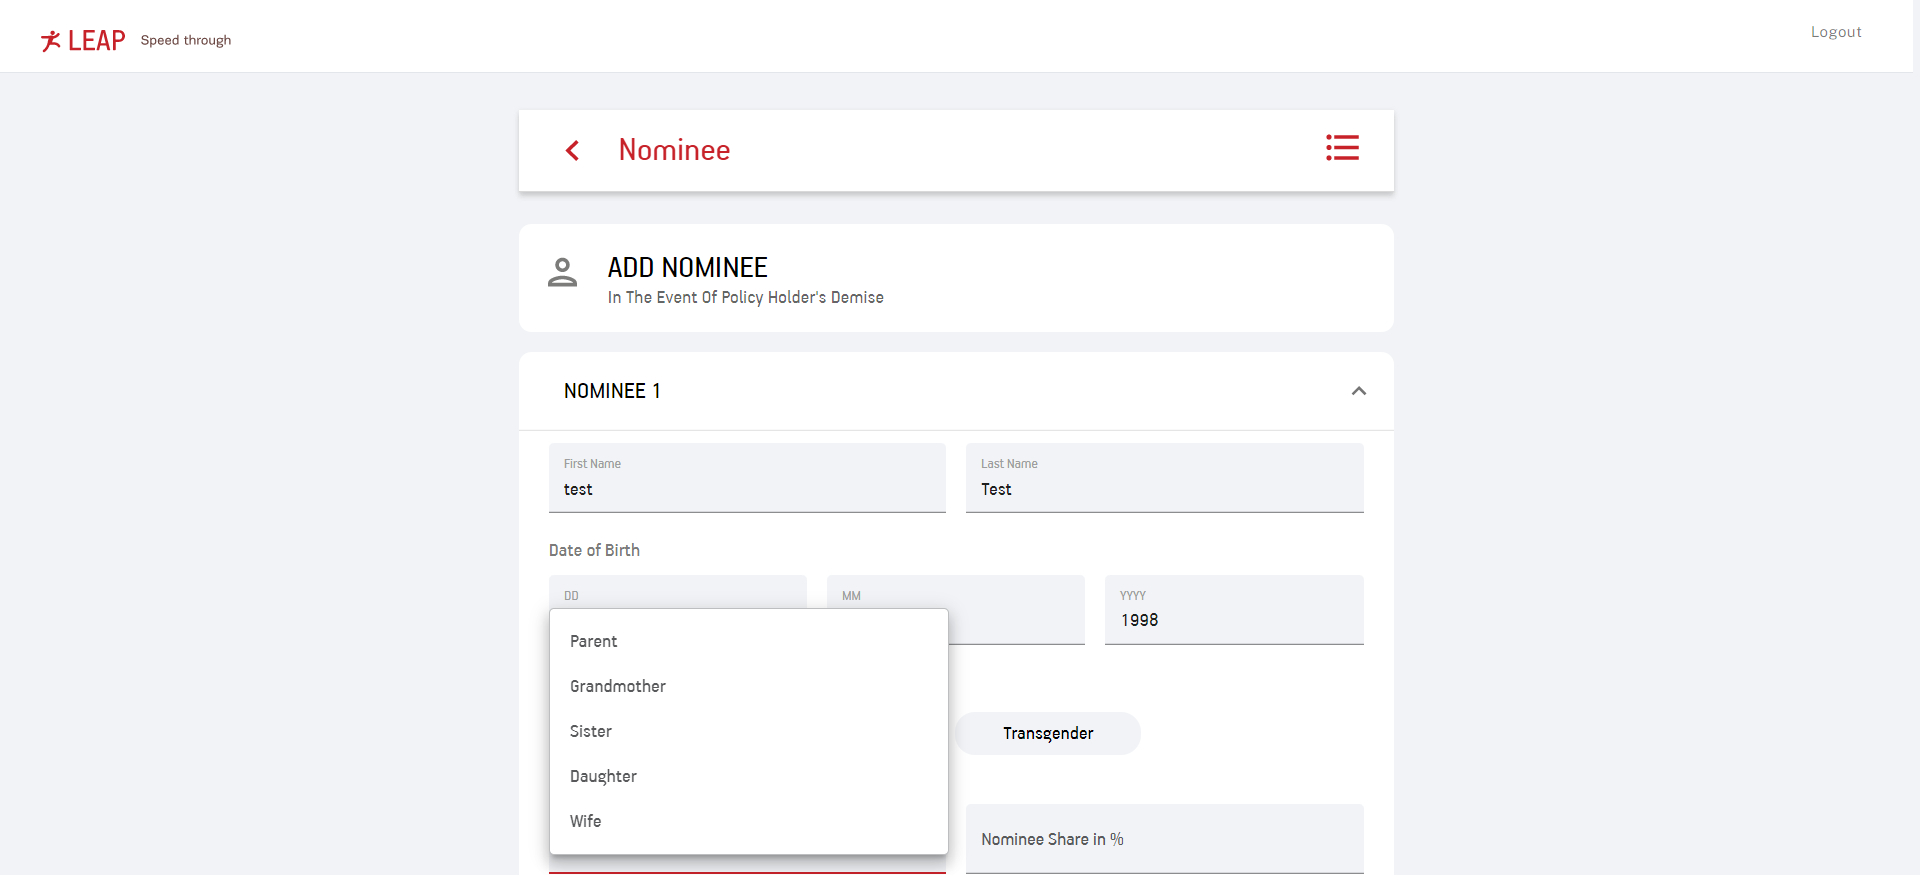 LEAP Speed through
Logout
Nominee
ADD NOMINEE
In The Event Of Policy Holder's Demise
NOMINEE 1
First Name
test
Last Name
Test
Date of Birth
DD
MM
YYYY
1998
Parent
Grandmother
Sister
Daughter
Wife
Transgender
Nominee Share in %